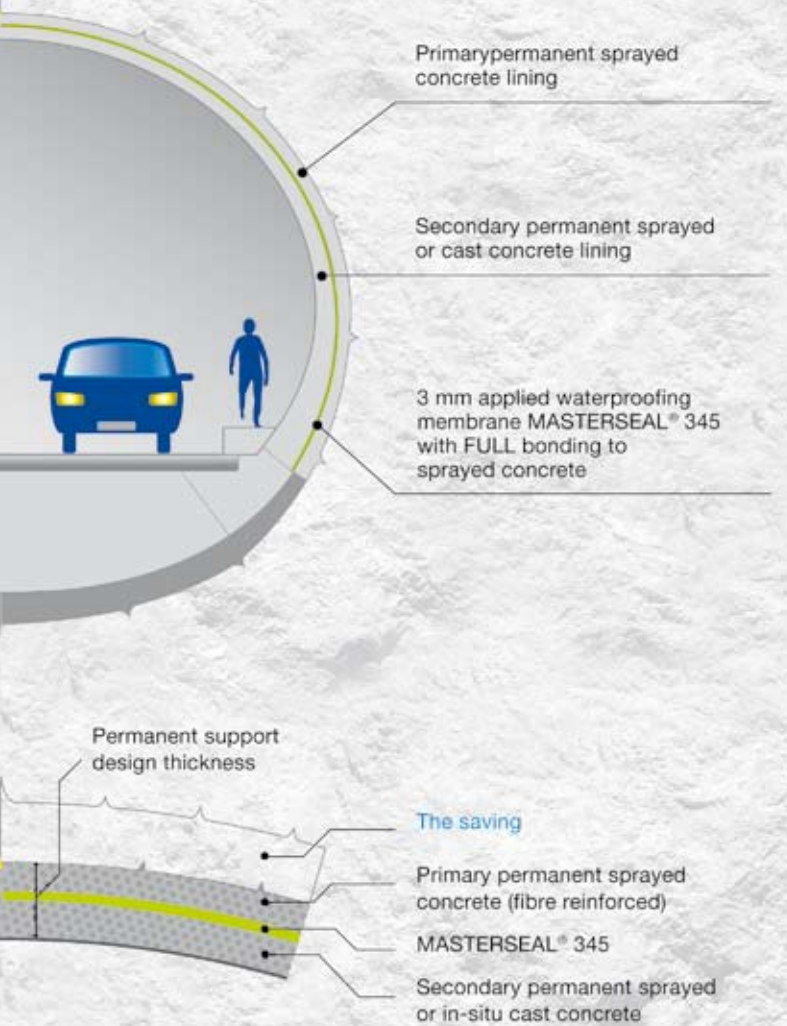 Primarypermanent sprayed
concrete lining
Secondary permanent sprayed
or cast concrete lining
3 mm applied waterproofing
membrane MASTERSEAL® 345
with FULL bonding to
sprayed concrete
Permanent support
design thickness
The saving
Primary permanent sprayed
concrete (fibre reinforced)
MASTERSEAL® 345
Secondary permanent sprayed
or in-situ cast concrete